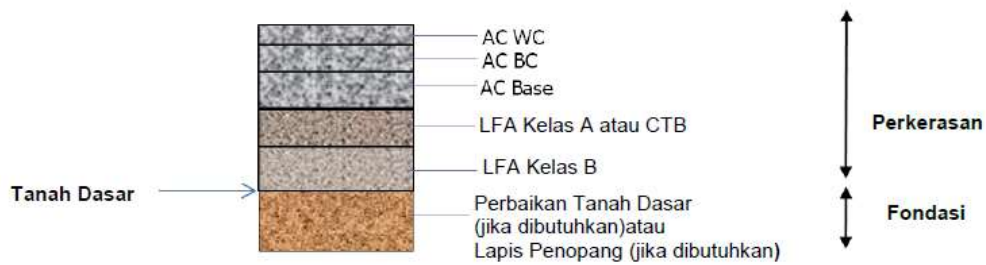 AC WC
AC BC
AC Base
LFA Kelas A atau CTB
Perkerasan
LFA Kelas B
Tanah Dasar
Perbaikan Tanah Dasar
(jika dibutuhkan)atau
Lapis Penopang (jika dibutuhkan)
Fondasi